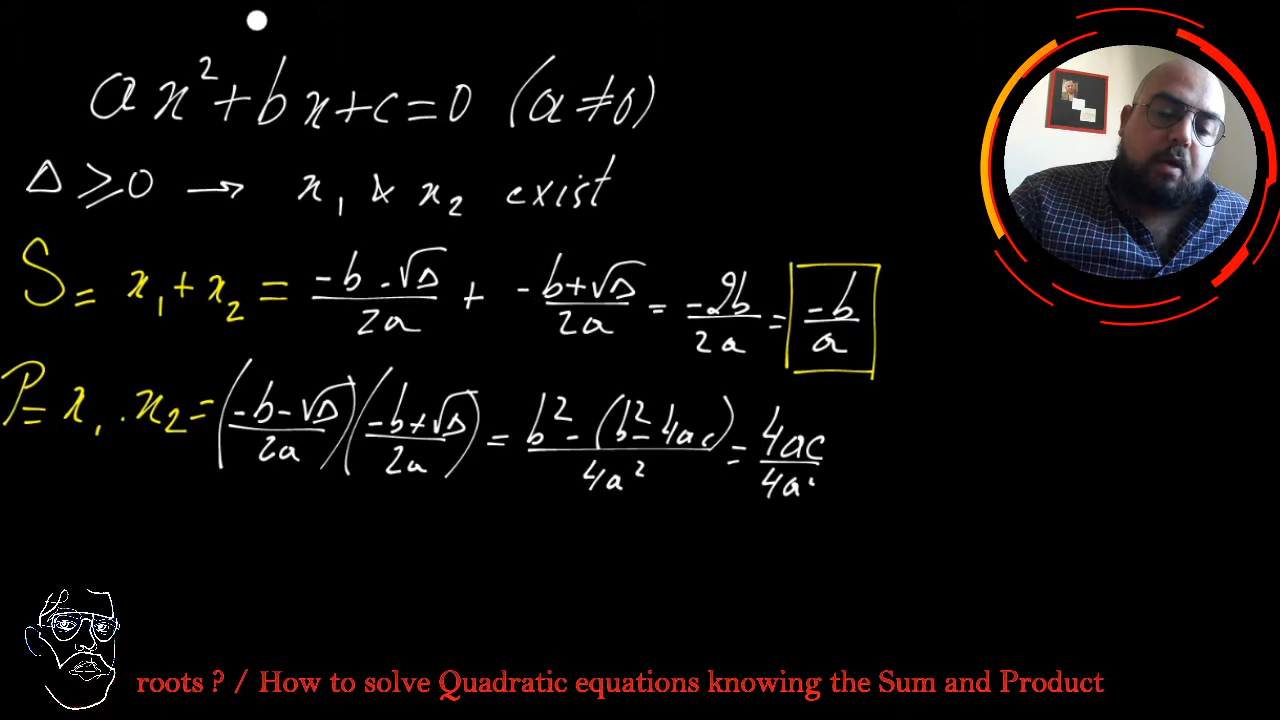 ax² + bx + c = 0 (a ≠ 0)
Δ ⩾ 0 → x₁ & x₂ exist
S = x₁ + x₂ = (-b - √Δ)/2a + (-b + √Δ)/2a = -2b/2a = -b/a
P = x₁ . x₂ = ((-b - √Δ)/2a) ((-b + √Δ)/2a) = (b² - (b² - 4ac))/4a² = 4ac/4a
roots ? / How to solve Quadratic equations knowing the Sum and Product